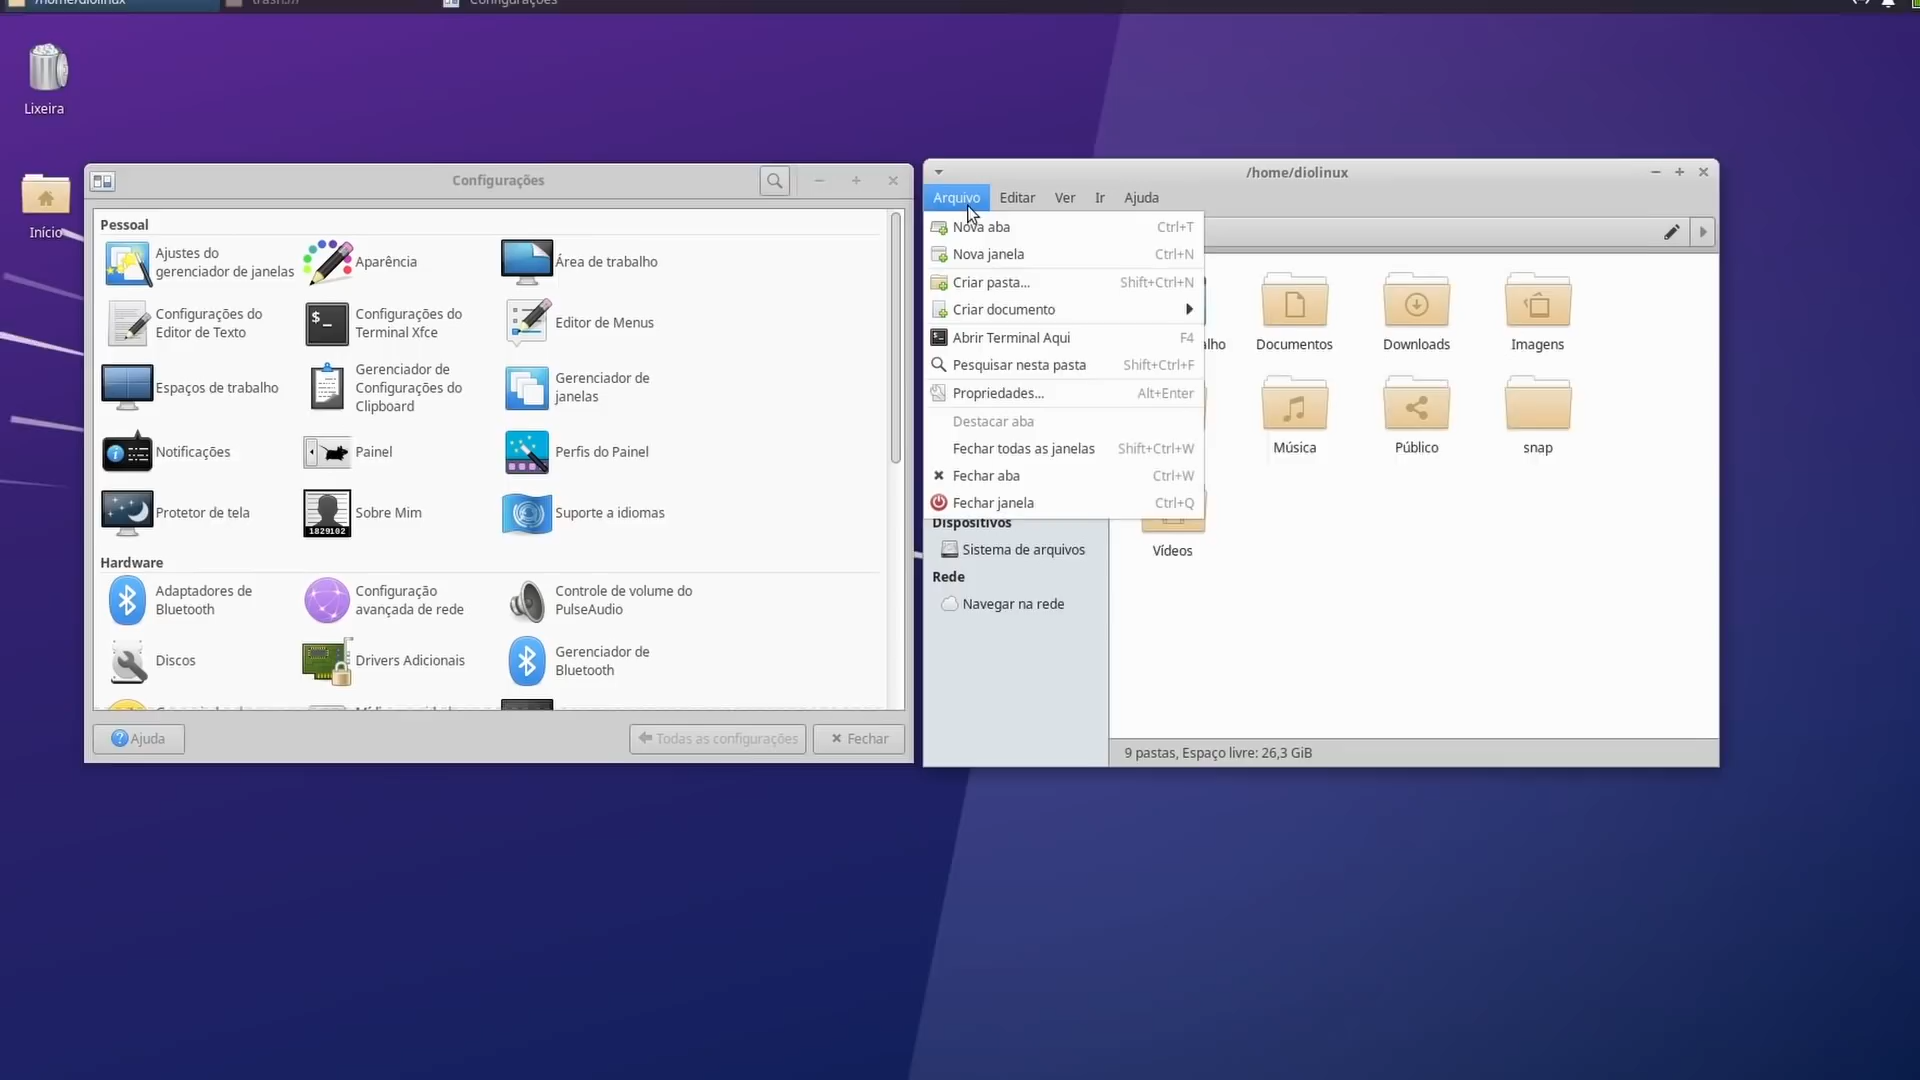 /home/diolinux
Configurações
Lixeira
Início
Configurações
Pessoal
Ajustes do
gerenciador de janelas
Aparência
Área de trabalho
Configurações do
Editor de Texto
Configurações do
Terminal Xfce
Editor de Menus
Espaços de trabalho
Gerenciador de
Configurações do
Clipboard
Gerenciador de
janelas
Notificações
Painel
Perfis do Painel
Protetor de tela
1829102
Sobre Mim
Suporte a idiomas
Hardware
Adaptadores de
Bluetooth
Configuração
avançada de rede
Controle de volume do
PulseAudio
Discos
Drivers Adicionais
Gerenciador de
Bluetooth
Ajuda
Todas as configurações
Fechar
/home/diolinux
Arquivo Editar Ver Ir Ajuda
Nova aba Ctrl+T
Nova janela Ctrl+N
Criar pasta... Shift+Ctrl+N
Criar documento
Abrir Terminal Aqui F4
Pesquisar nesta pasta Shift+Ctrl+F
Propriedades... Alt+Enter
Destacar aba
Fechar todas as janelas Shift+Ctrl+W
Fechar aba Ctrl+W
Fechar janela Ctrl+Q
Dispositivos
Sistema de arquivos
Rede
Navegar na rede
alho
Documentos
Downloads
Imagens
Música
Público
snap
Vídeos
9 pastas, Espaço livre: 26,3 GiB